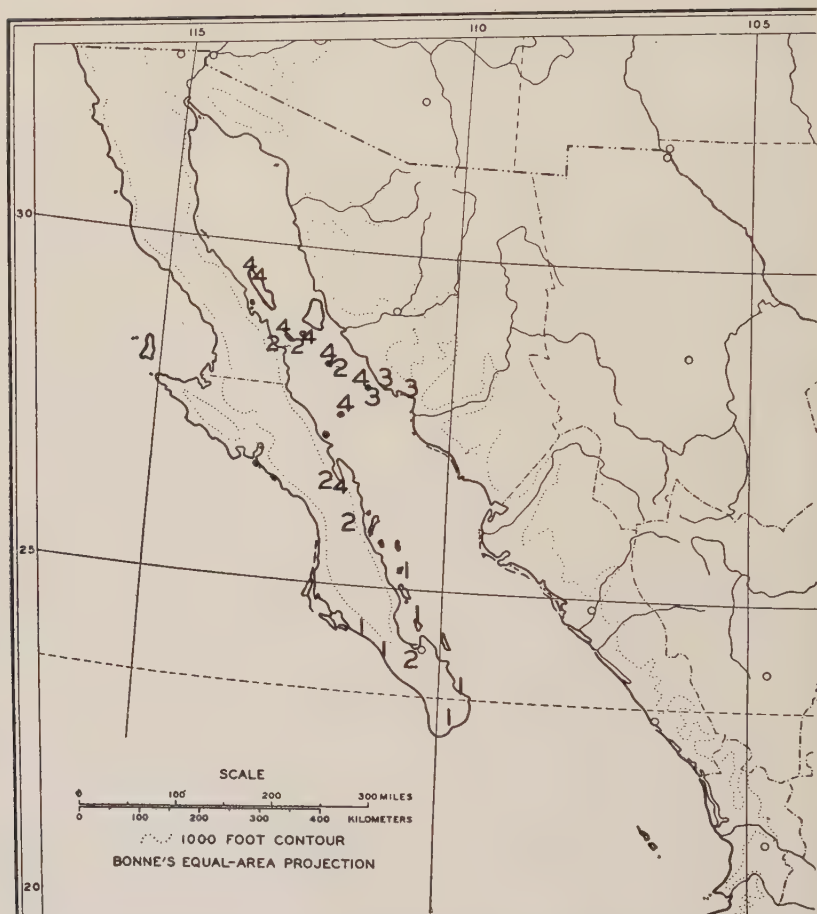 115 110 105
30
4
4
4
2 2 4
4
2
4 3
3 3
4
2 4
2
25
1
1 1
2
1
1
1
SCALE
0 100 200 300 MILES
0 100 200 300 400 KILOMETERS
1000 FOOT CONTOUR
BONNE'S EQUAL-AREA PROJECTION
20